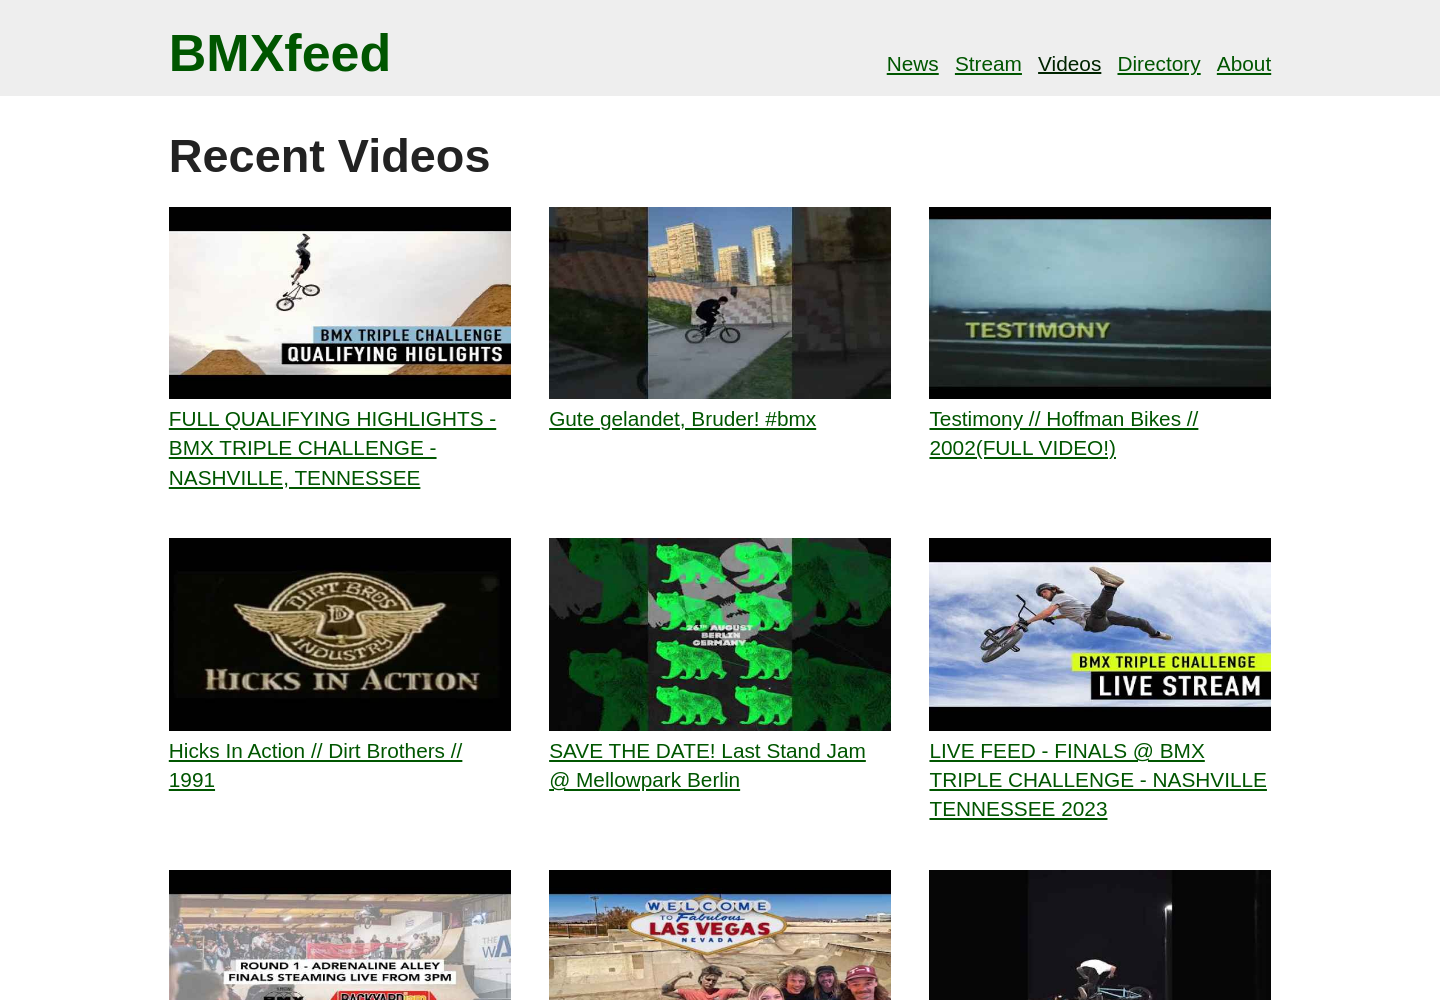 BMXfeed
News Stream Videos Directory About
Recent Videos
BMX TRIPLE CHALLENGE
QUALIFYING HIGLIGHTS
TESTIMONY
FULL QUALIFYING HIGHLIGHTS -
BMX TRIPLE CHALLENGE -
NASHVILLE, TENNESSEE
Gute gelandet, Bruder! #bmx
Testimony // Hoffman Bikes //
2002(FULL VIDEO!)
DIRT BROS
INDUSTRY
HICKS IN ACTION
26TH AUGUST
BERLIN
GERMANY
BMX TRIPLE CHALLENGE
LIVE STREAM
Hicks In Action // Dirt Brothers //
1991
SAVE THE DATE! Last Stand Jam
@ Mellowpark Berlin
LIVE FEED - FINALS @ BMX
TRIPLE CHALLENGE - NASHVILLE
TENNESSEE 2023
ROUND 1 - ADRENALINE ALLEY
FINALS STEAMING LIVE FROM 3PM
BMX
BACKYARD
WELCOME
TO Fabulous
LAS VEGAS
NEVADA